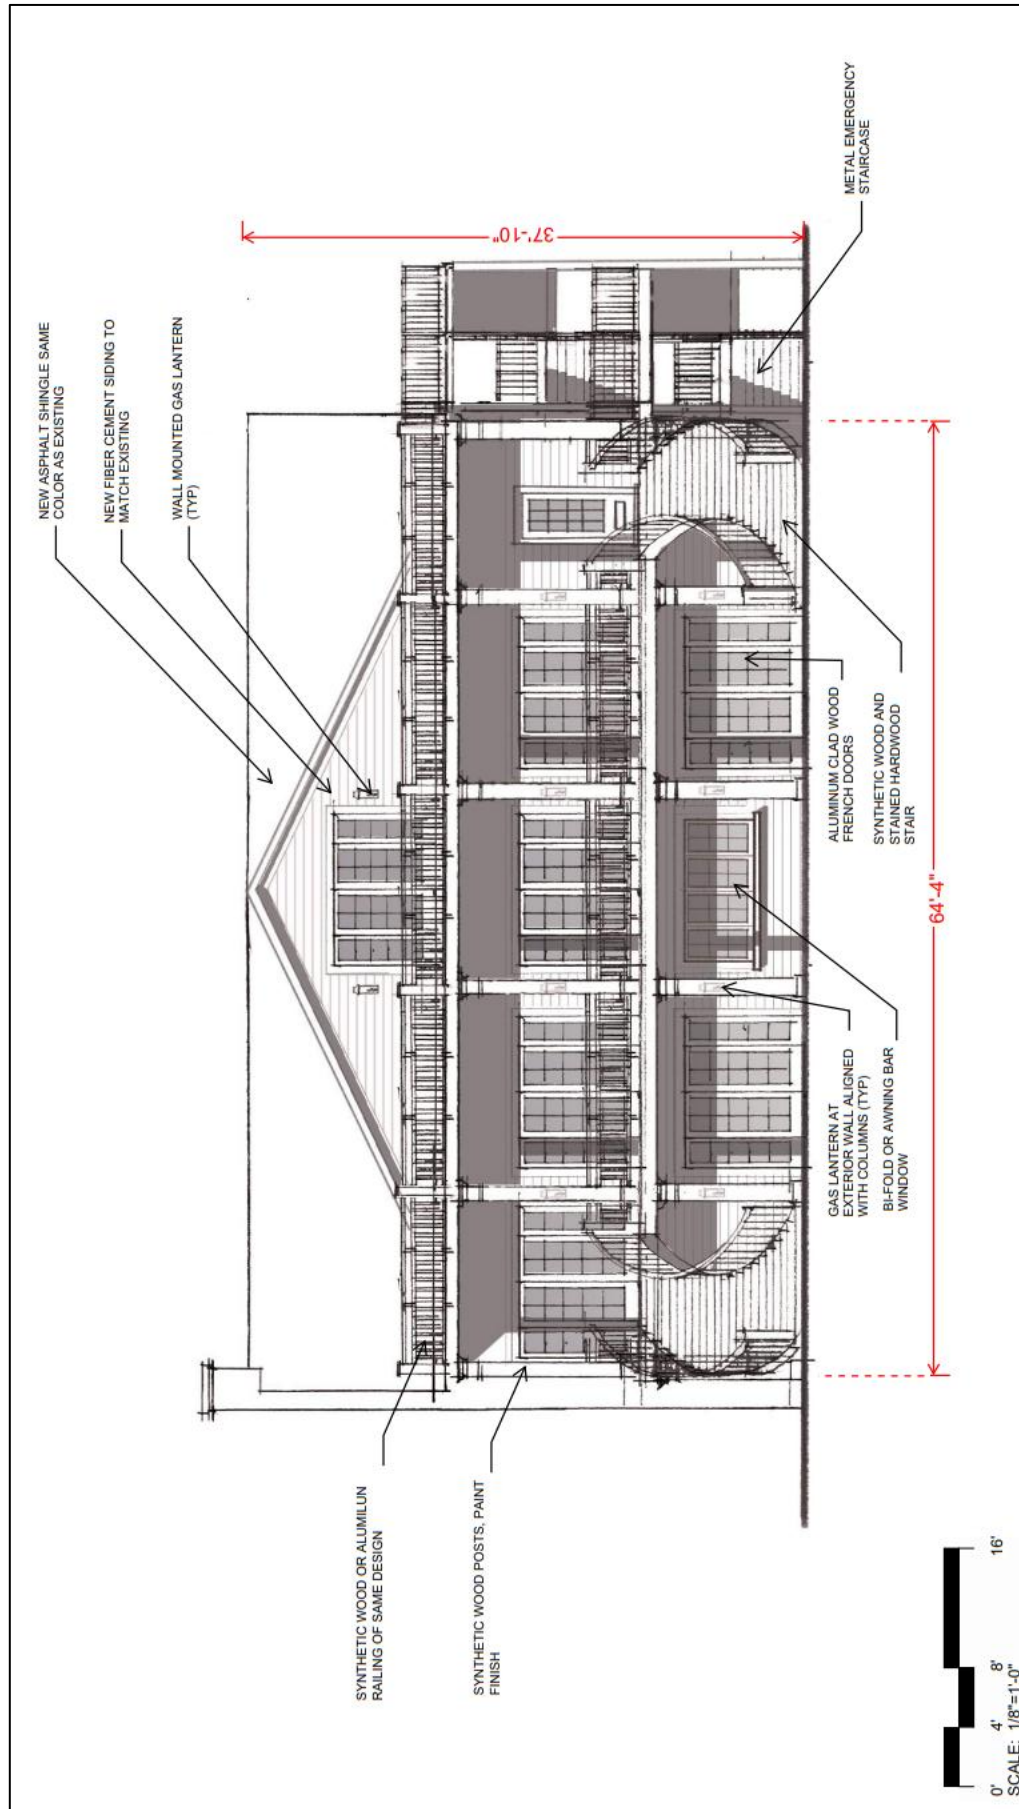 NEW ASPHALT SHINGLE SAME
COLOR AS EXISTING
NEW FIBER CEMENT SIDING TO
MATCH EXISTING
WALL MOUNTED GAS LANTERN
(TYP)
SYNTHETIC WOOD OR ALUMILUN
RAILING OF SAME DESIGN
SYNTHETIC WOOD POSTS, PAINT
FINISH
37'-10"
METAL EMERGENCY
STAIRCASE
GAS LANTERN AT
EXTERIOR WALL ALIGNED
WITH COLUMNS (TYP)
BI-FOLD OR AWNING BAR
WINDOW
ALUMINUM CLAD WOOD
FRENCH DOORS
SYNTHETIC WOOD AND
STAINED HARDWOOD
STAIR
64'-4"
0' 4' 8' 16'
SCALE: 1/8"=1'-0"